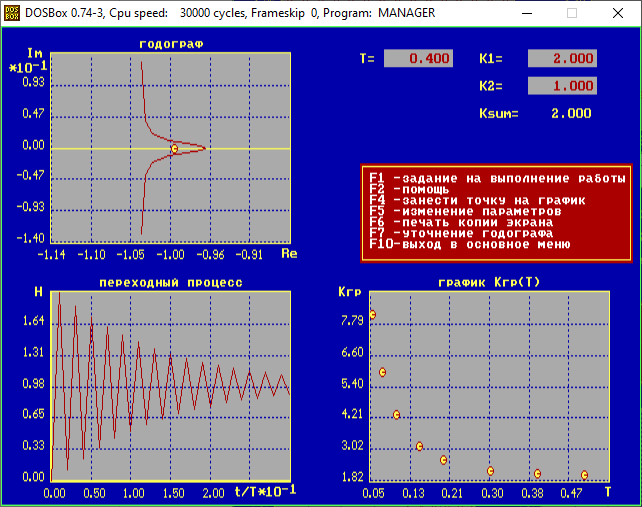 DOSBox 0.74-3, Cpu speed: 30000 cycles, Frameskip 0, Program: MANAGER
годограф
Im
*10-1
0.93
0.47
0.00
-0.47
-0.93
-1.40
-1.14 -1.10 -1.05 -1.00 -0.96 -0.91 Re
T= 0.400 K1= 2.000
K2= 1.000
Ksum= 2.000
F1 -задание на выполнение работы
F2 -помощь
F4 -занести точку на график
F5 -изменение параметров
F6 -печать копии экрана
F7 -уточнение годографа
F10-выход в основное меню
переходный процесс
H
1.64
1.31
0.98
0.65
0.33
0.00
0.00 0.50 1.00 1.50 2.00 t/T*10-1
график Kгр(T)
Kгр
7.79
6.60
5.40
4.21
3.02
1.82
0.05 0.13 0.21 0.30 0.38 0.47 T